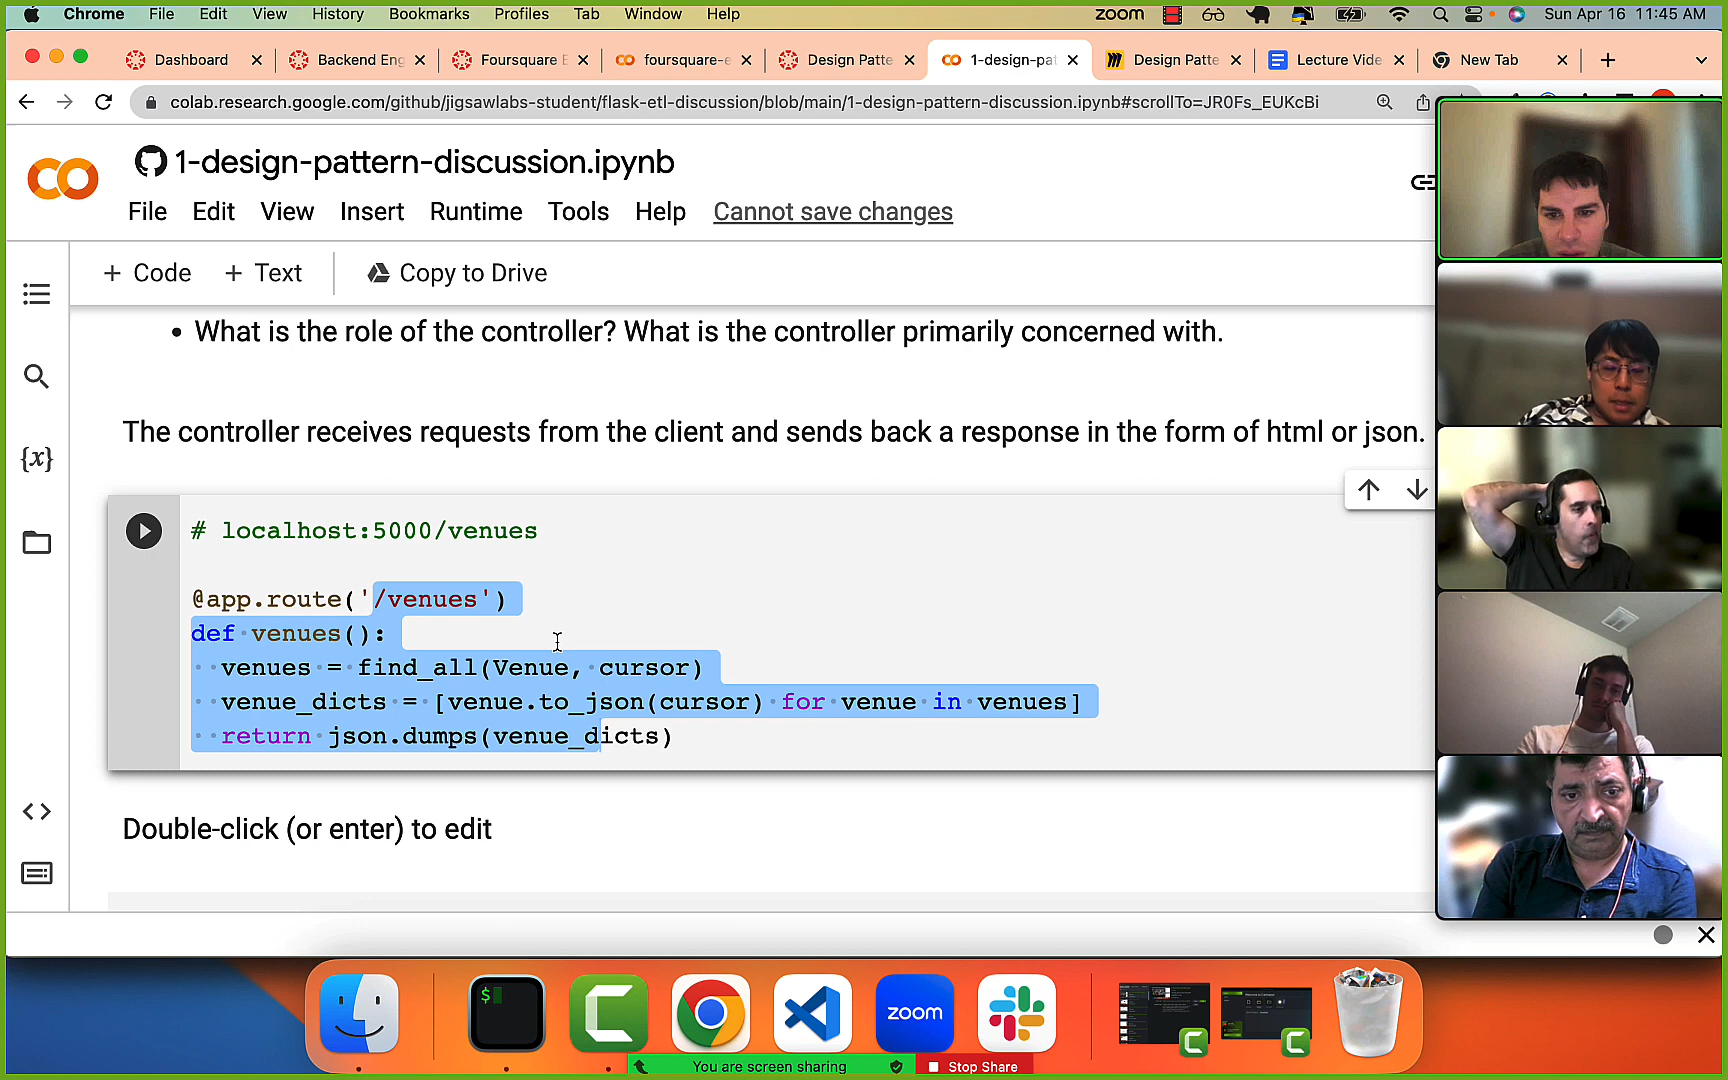 Chrome File Edit View History Bookmarks Profiles Tab Window Help
zoom
Sun Apr 16 11:45 AM
Dashboard
Backend Eng
Foursquare E
foursquare-e
Design Patte
1-design-pat
Design Patte
Lecture Vide
New Tab
colab.research.google.com/github/jigsawlabs-student/flask-etl-discussion/blob/main/1-design-pattern-discussion.ipynb#scrollTo=JR0Fs_EUKcBi
1-design-pattern-discussion.ipynb
File Edit View Insert Runtime Tools Help Cannot save changes
+ Code + Text Copy to Drive
• What is the role of the controller? What is the controller primarily concerned with.
The controller receives requests from the client and sends back a response in the form of html or json.
# localhost:5000/venues
@app.route('/venues')
def venues():
venues = find_all(Venue, cursor)
venue_dicts = [venue.to_json(cursor) for venue in venues]
return json.dumps(venue_dicts)
{x}
Double-click (or enter) to edit
$
zoom
You are screen sharing
Stop Share